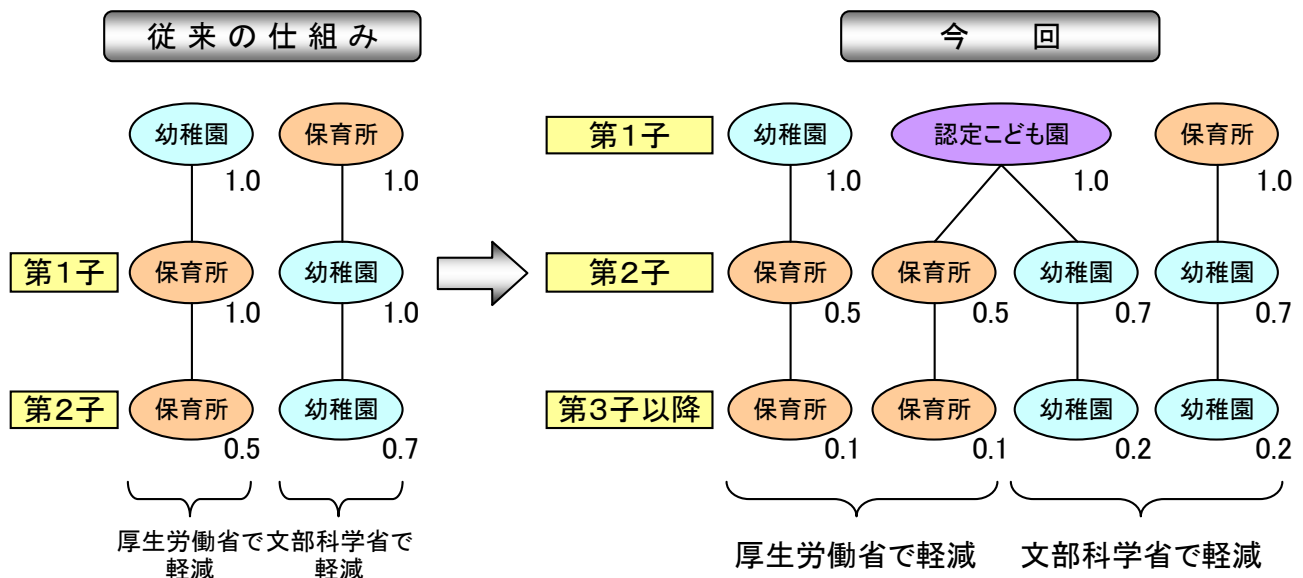 従来の仕組み
今 回
幼稚園 保育所
1.0 1.0
第1子 保育所 幼稚園
1.0 1.0
第2子 保育所 幼稚園
0.5 0.7
厚生労働省で 文部科学省で
軽減 軽減
第1子 幼稚園 認定こども園 保育所
1.0 1.0 1.0
第2子 保育所 保育所 幼稚園 幼稚園
0.5 0.5 0.7 0.7
第3子以降 保育所 保育所 幼稚園 幼稚園
0.1 0.1 0.2 0.2
厚生労働省で軽減 文部科学省で軽減